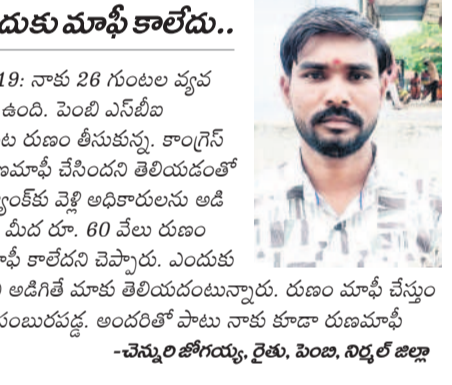 దుకు మాఫీ కాలేదు..
19: నాకు 26 గుంటల వ్యవ
ఉంది. పెంబి ఎస్‌బీఐ
ట రుణం తీసుకున్న. కాంగ్రెస్
ణమాఫీ చేసిందని తెలియడంతో
్యాంక్‌కు వెళ్లి అధికారులను అడి
మీద రూ. 60 వేలు రుణం
మాఫీ కాలేదని చెప్పారు. ఎందుకు
అడిగితే మాకు తెలియదంటున్నారు. రుణం మాఫీ చేస్తుం
సంబురపడ్డ. అందరితో పాటు నాకు కూడా రుణమాఫీ
-చెన్నురి జోగయ్య, రైతు, పెంబి, నిర్మల్ జిల్లా